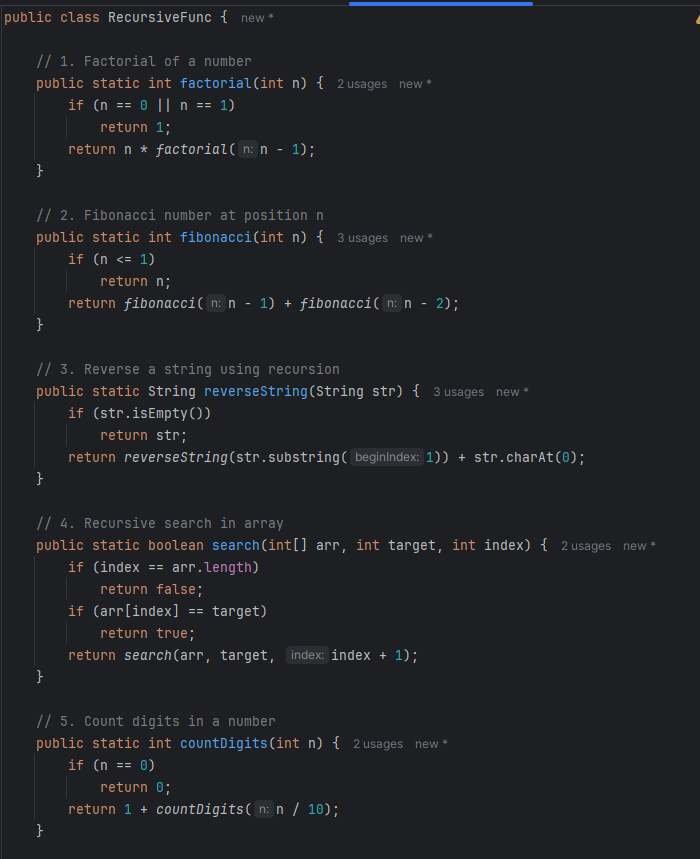 public class RecursiveFunc {  new *
    // 1. Factorial of a number
    public static int factorial(int n) {  2 usages  new *
        if (n == 0 || n == 1)
            return 1;
        return n * factorial( n: n - 1);
    }
    // 2. Fibonacci number at position n
    public static int fibonacci(int n) {  3 usages  new *
        if (n <= 1)
            return n;
        return fibonacci( n: n - 1) + fibonacci( n: n - 2);
    }
    // 3. Reverse a string using recursion
    public static String reverseString(String str) {  3 usages  new *
        if (str.isEmpty())
            return str;
        return reverseString(str.substring( beginIndex: 1)) + str.charAt(0);
    }
    // 4. Recursive search in array
    public static boolean search(int[] arr, int target, int index) {  2 usages  new *
        if (index == arr.length)
            return false;
        if (arr[index] == target)
            return true;
        return search(arr, target,  index: index + 1);
    }
    // 5. Count digits in a number
    public static int countDigits(int n) {  2 usages  new *
        if (n == 0)
            return 0;
        return 1 + countDigits( n: n / 10);
    }